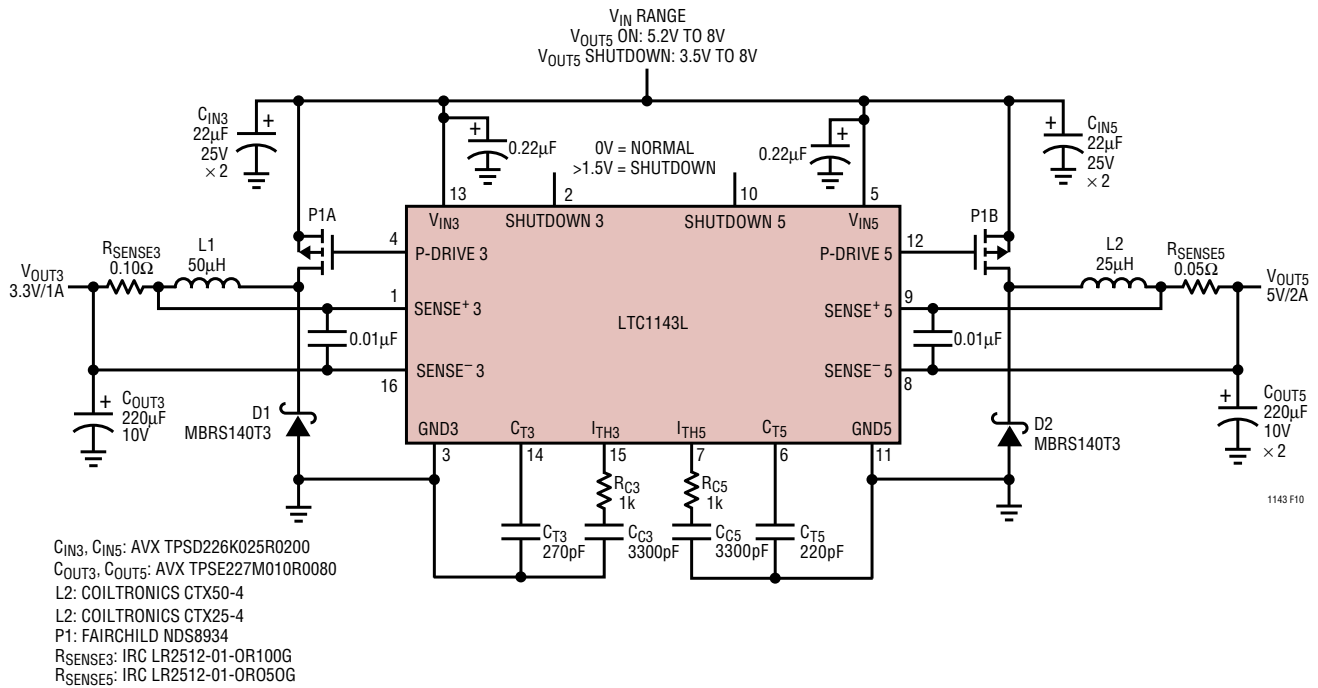 VIN RANGE
VOUT5 ON: 5.2V TO 8V
VOUT5 SHUTDOWN: 3.5V TO 8V
CIN3
22µF
25V
× 2
+
+
0.22µF
0V = NORMAL
>1.5V = SHUTDOWN
0.22µF
+
+
CIN5
22µF
25V
× 2
13
2
10
5
P1A
VIN3
SHUTDOWN 3
SHUTDOWN 5
VIN5
P1B
4
P-DRIVE 3
P-DRIVE 5
12
VOUT3
3.3V/1A
RSENSE3
0.10Ω
L1
50µH
L2
25µH
RSENSE5
0.05Ω
VOUT5
5V/2A
1
SENSE+ 3
SENSE+ 5
9
0.01µF
LTC1143L
0.01µF
SENSE– 3
SENSE– 5
16
8
+
COUT3
220µF
10V
D1
MBRS140T3
D2
MBRS140T3
+
COUT5
220µF
10V
× 2
GND3
CT3
ITH3
ITH5
CT5
GND5
3
14
15
7
6
11
RC3
1k
RC5
1k
CT3
270pF
CC3
3300pF
CC5
3300pF
CT5
220pF
1143 F10
CIN3, CIN5: AVX TPSD226K025R0200
COUT3, COUT5: AVX TPSE227M010R0080
L2: COILTRONICS CTX50-4
L2: COILTRONICS CTX25-4
P1: FAIRCHILD NDS8934
RSENSE3: IRC LR2512-01-OR100G
RSENSE5: IRC LR2512-01-OR050G